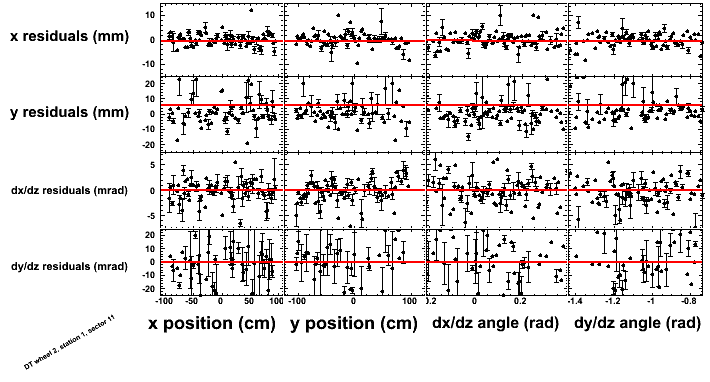 x residuals (mm)
10
0
-10
y residuals (mm)
20
10
0
-10
-20
dx/dz residuals (mrad)
5
0
-5
dy/dz residuals (mrad)
20
10
0
-10
-20
-100 -50 0 50 100 -100 0 100 0.2 0 0.2 -1.4 -1.2 -1 -0.8
x position (cm) y position (cm) dx/dz angle (rad) dy/dz angle (rad)
DT wheel 2, station 1, sector 11